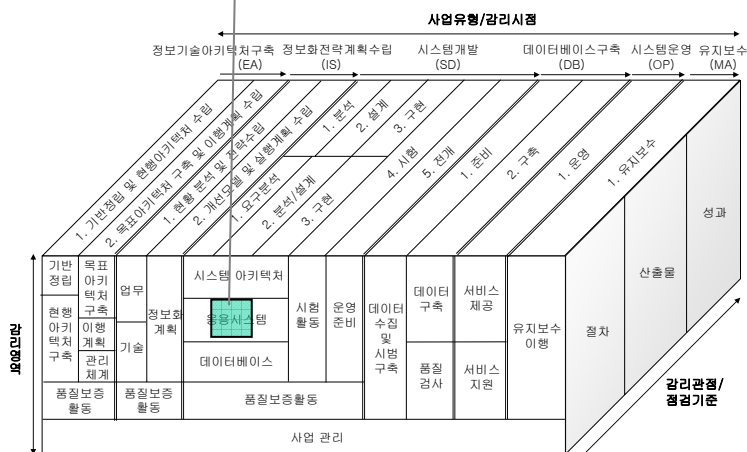 사업유형/감리시점
정보기술아키텍처구축 (EA)
정보화전략계획수립 (IS)
시스템개발 (SD)
데이터베이스구축 (DB)
시스템운영 (OP)
유지보수 (MA)
1. 기반정립 및 현행아키텍처 수립
2. 목표아키텍처 구축 및 이행계획 수립
1. 현황 분석 및 전략수립
2. 개선모델 및 실행계획 수립
1. 분석
2. 설계
3. 구현
1. 요구분석
2. 분석/설계
3. 구현
4. 시험
5. 전개
1. 준비
2. 구축
1. 운영
1. 유지보수
감리영역
기반
정립
현행
아키
텍처
구축
목표
아키
텍처
구축
이행
계획
관리
체계
업무
기술
정보화
계획
시스템 아키텍처
응용시스템
데이터베이스
시험
활동
운영
준비
데이터
수집
및
시범
구축
데이터
구축
품질
검사
서비스
제공
서비스
지원
유지보수
이행
품질보증
활동
품질보증
활동
품질보증활동
사업 관리
절차
산출물
성과
감리관점/
점검기준